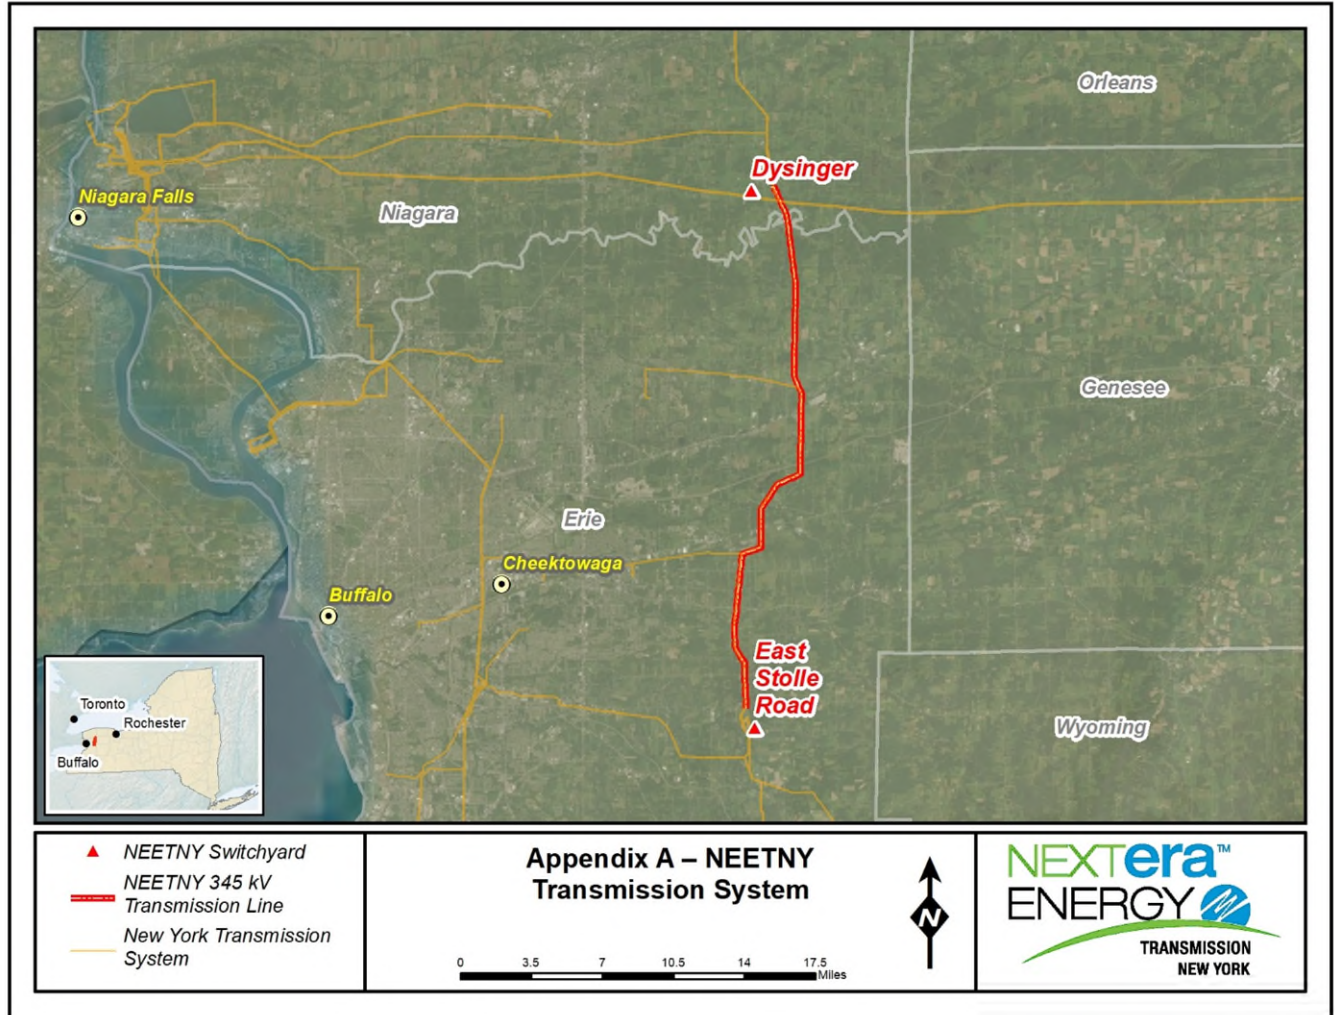 Orleans
Dysinger
Niagara Falls
Niagara
Genesee
Erie
Cheektowaga
Buffalo
East
Stolle
Road
Wyoming
Toronto
Rochester
Buffalo
NEETNY Switchyard
NEETNY 345 kV
Transmission Line
New York Transmission
System
Appendix A – NEETNY
Transmission System
0 3.5 7 10.5 14 17.5
Miles
N
NEXTera™
ENERGY
TRANSMISSION
NEW YORK